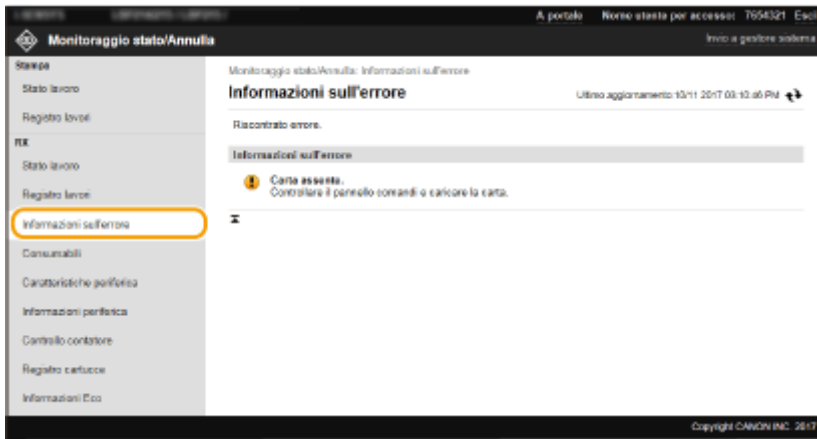 A portale Nome utente per accesso: 7654321 Esci
Monitoraggio stato/Annulla
Invio a gestore sistema
Stampa
Stato lavoro
Registro lavori
RX
Stato lavoro
Registro lavori
Informazioni sull'errore
Consumabili
Caratteristiche periferica
Informazioni periferica
Controllo contatore
Registro cartucce
Informazioni Eco
Monitoraggio stato/Annulla: Informazioni sull'errore
Informazioni sull'errore
Ultimo aggiornamento: 10/11 2017 03:10:46 PM
Riscontrato errore.
Informazioni sull'errore
Carta assente.
Controllare il pannello comandi e caricare la carta.
Copyright CANON INC. 2017